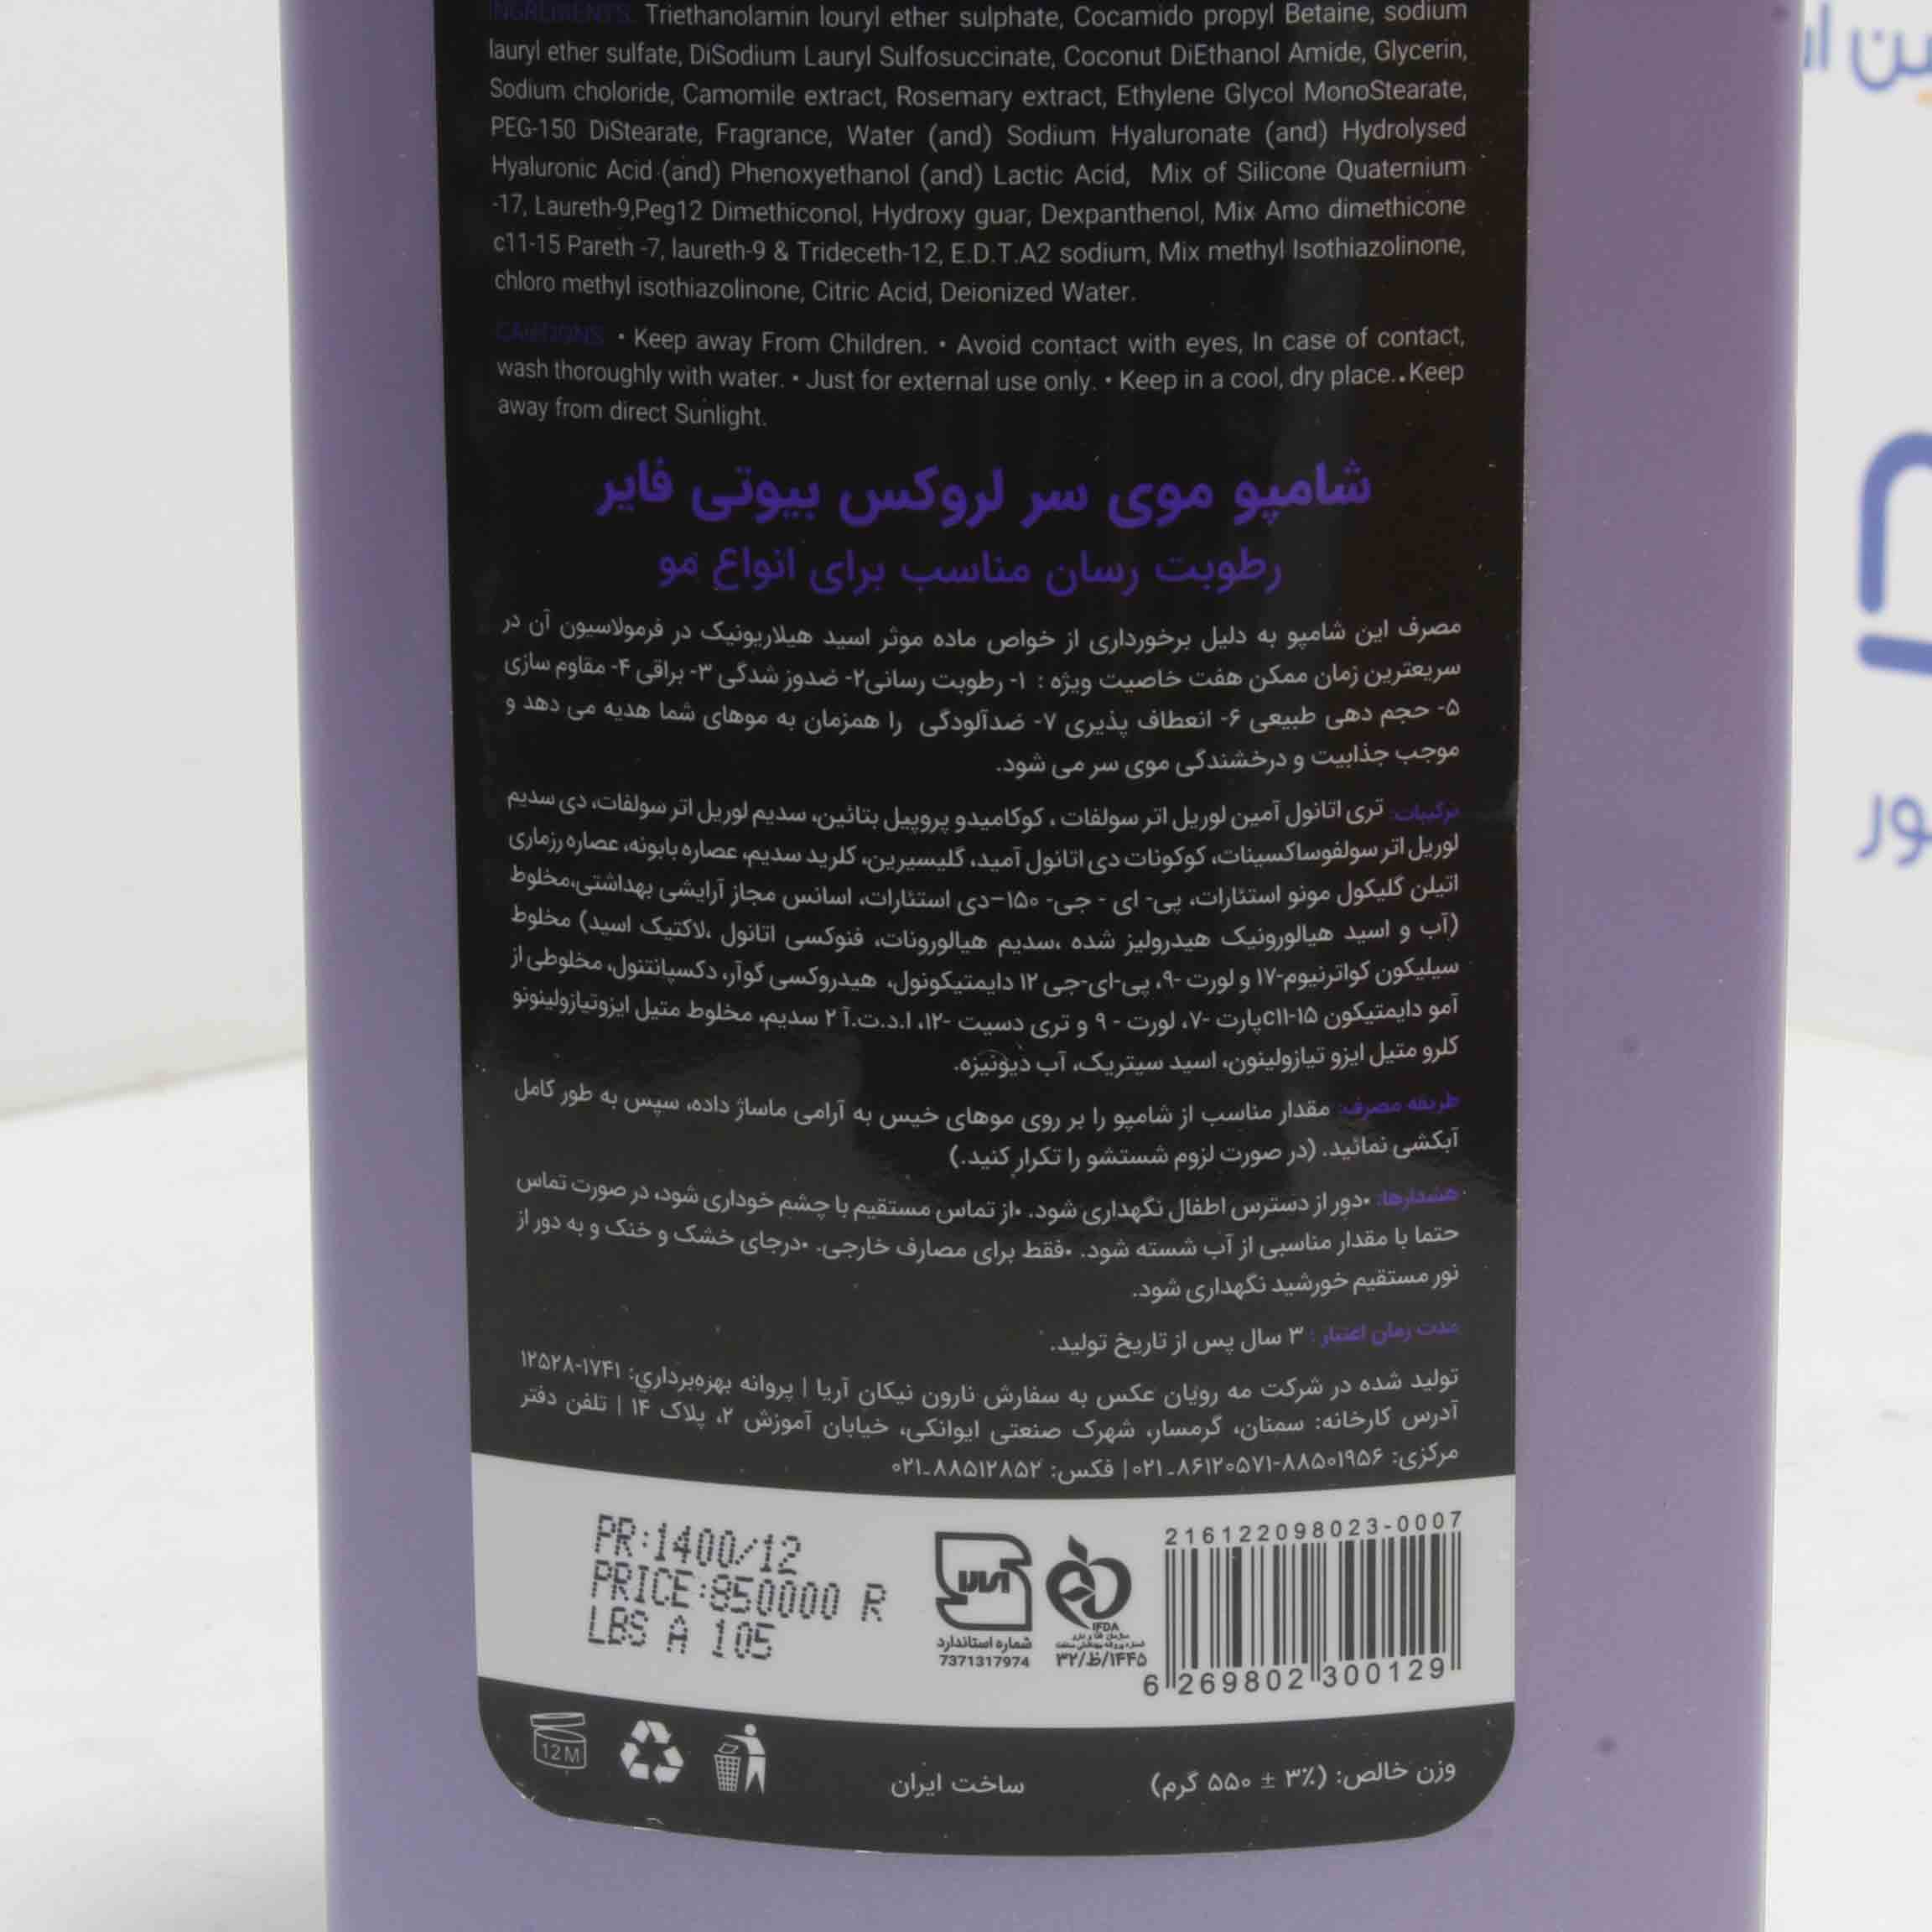 INGREDIENTS. Triethanolamin louryl ether sulphate, Cocamido propyl Betaine, sodium
lauryl ether sulfate, DiSodium Lauryl Sulfosuccinate, Coconut DiEthanol Amide, Glycerin,
Sodium choloride, Camomile extract, Rosemary extract, Ethylene Glycol MonoStearate,
PEG-150 DiStearate, Fragrance, Water (and) Sodium Hyaluronate (and) Hydrolysed
Hyaluronic Acid (and) Phenoxyethanol (and) Lactic Acid, Mix of Silicone Quaternium
-17, Laureth-9,Peg12 Dimethiconol, Hydroxy guar, Dexpanthenol, Mix Amo dimethicone
c11-15 Pareth -7, laureth-9 & Trideceth-12, E.D.T.A2 sodium, Mix methyl Isothiazolinone,
chloro methyl isothiazolinone, Citric Acid, Deionized Water.
CAUTIONS. • Keep away From Children. • Avoid contact with eyes, In case of contact,
wash thoroughly with water. • Just for external use only. • Keep in a cool, dry place. • Keep
away from direct Sunlight.
شامپو موی سر لروکس بیوتی فایر
رطوبت رسان مناسب برای انواع مو
مصرف این شامپو به دلیل برخورداری از خواص ماده موثر اسید هیلاریونیک در فرمولاسیون آن در
سریعترین زمان ممکن هفت خاصیت ویژه : ۱- رطوبت رسانی۲- ضدوز شدگی ۳- براقی ۴- مقاوم سازی
۵- حجم دهی طبیعی ۶- انعطاف پذیری ۷- ضدآلودگی را همزمان به موهای شما هدیه می دهد و
موجب جذابیت و درخشندگی موی سر می شود.
ترکیبات: تری اتانول آمین لوریل اتر سولفات ، کوکامیدو پروپیل بتائین، سدیم لوریل اتر سولفات، دی سدیم
لوریل اتر سولفوساکسینات، کوکونات دی اتانول آمید، گلیسیرین، کلرید سدیم، عصاره بابونه، عصاره رزماری
اتیلن گلیکول مونو استئارات، پی- ای - جی- ۱۵۰-دی استئارات، اسانس مجاز آرایشی بهداشتی،مخلوط
(آب و اسید هیالورونیک هیدرولیز شده ،سدیم هیالورونات، فنوکسی اتانول ،لاکتیک اسید) مخلوط
سیلیکون کواترنیوم-۱۷ و لورت -۹، پی-ای-جی ۱۲ دایمتیکونول، هیدروکسی گوآر، دکسپانتنول، مخلوطی از
آمو دایمتیکون c۱۱-۱۵پارت -۷، لورت - ۹ و تری دسیت -۱۲، ا.د.ت.آ ۲ سدیم، مخلوط متیل ایزوتیازولینونو
کلرو متیل ایزو تیازولینون، اسید سیتریک، آب دیونیزه.
طریقه مصرف: مقدار مناسب از شامپو را بر روی موهای خیس به آرامی ماساژ داده، سپس به طور کامل
آبکشی نمائید. (در صورت لزوم شستشو را تکرار کنید.)
هشدارها: •دور از دسترس اطفال نگهداری شود. •از تماس مستقیم با چشم خوداری شود، در صورت تماس
حتما با مقدار مناسبی از آب شسته شود. •فقط برای مصارف خارجی. •درجای خشک و خنک و به دور از
نور مستقیم خورشید نگهداری شود.
مدت زمان اعتبار : ۳ سال پس از تاریخ تولید.
تولید شده در شرکت مه رویان عکس به سفارش نارون نیکان آریا | پروانه بهره‌برداری: ۱۷۴۱-۱۲۵۲۸
آدرس کارخانه: سمنان، گرمسار، شهرک صنعتی ایوانکی، خیابان آموزش ۲، پلاک ۱۴ | تلفن دفتر
مرکزی: ۸۸۵۰۱۹۵۶-۸۶۱۲۰۵۷۱-۰۲۱| فکس: ۸۸۵۱۲۸۵۲-۰۲۱
PR:1400/12
PRICE:850000 R
LBS A 105
شماره استاندارد
7371317974
IFDA
سازمان غذا و دارو
۳۲/ظ/۱۴۴۵
216122098023-0007
6 269802 300129
12M
ساخت ایران
وزن خالص: (۳٪ ± ۵۵۰ گرم)
ور